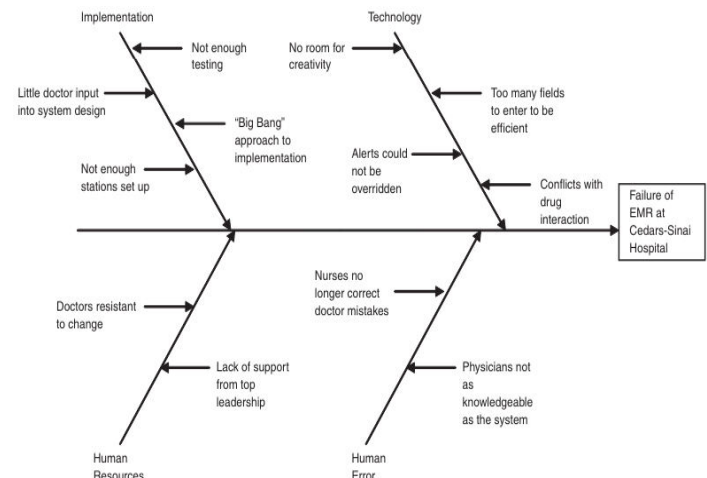 Implementation
Technology
Not enough
testing
No room for
creativity
Little doctor input
into system design
Too many fields
to enter to be
efficient
"Big Bang"
approach to
implementation
Alerts could
not be
overridden
Not enough
stations set up
Conflicts with
drug
interaction
Failure of
EMR at
Cedars-Sinai
Hospital
Nurses no
longer correct
doctor mistakes
Doctors resistant
to change
Lack of support
from top
leadership
Physicians not
as
knowledgeable
as the system
Human
Resources
Human
Error